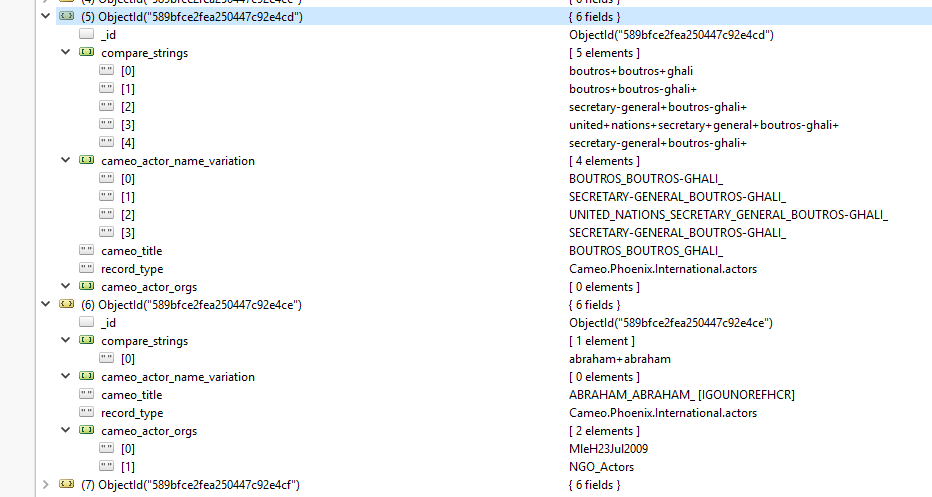 (5) ObjectId("589bfce2fea250447c92e4cd") { 6 fields }
_id ObjectId("589bfce2fea250447c92e4cd")
compare_strings [ 5 elements ]
[0] boutros+boutros+ghali
[1] boutros+boutros-ghali+
[2] secretary-general+boutros-ghali+
[3] united+nations+secretary+general+boutros-ghali+
[4] secretary-general+boutros-ghali+
cameo_actor_name_variation [ 4 elements ]
[0] BOUTROS_BOUTROS-GHALI_
[1] SECRETARY-GENERAL_BOUTROS-GHALI_
[2] UNITED_NATIONS_SECRETARY_GENERAL_BOUTROS-GHALI_
[3] SECRETARY-GENERAL_BOUTROS-GHALI_
cameo_title BOUTROS_BOUTROS_GHALI_
record_type Cameo.Phoenix.International.actors
cameo_actor_orgs [ 0 elements ]
(6) ObjectId("589bfce2fea250447c92e4ce") { 6 fields }
_id ObjectId("589bfce2fea250447c92e4ce")
compare_strings [ 1 element ]
[0] abraham+abraham
cameo_actor_name_variation [ 0 elements ]
cameo_title ABRAHAM_ABRAHAM_ [IGOUNOREFHCR]
record_type Cameo.Phoenix.International.actors
cameo_actor_orgs [ 2 elements ]
[0] MleH23Jul2009
[1] NGO_Actors
(7) ObjectId("589bfce2fea250447c92e4cf") { 6 fields }